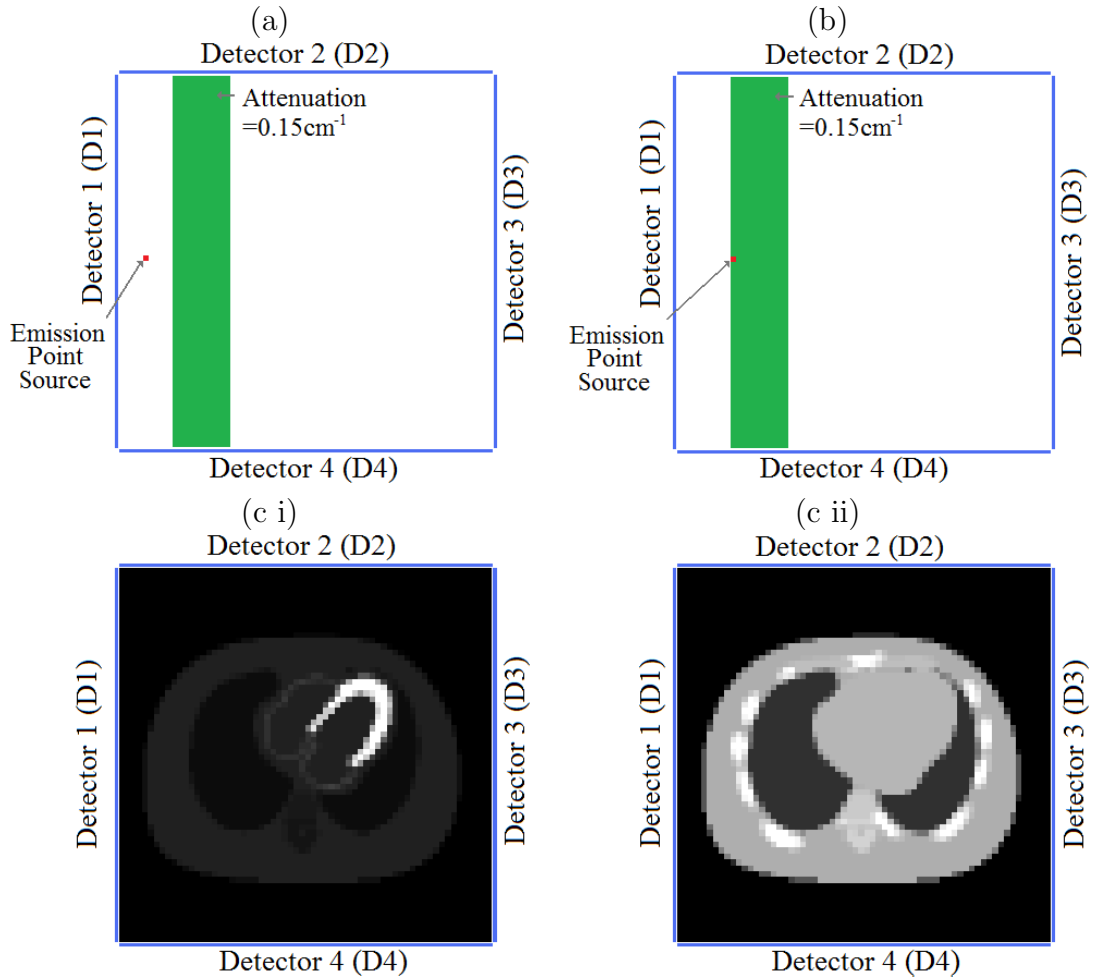 (a)
Detector 2 (D2)
Attenuation
=0.15cm-1
Detector 1 (D1)
Detector 3 (D3)
Emission
Point
Source
Detector 4 (D4)
(b)
Detector 2 (D2)
Attenuation
=0.15cm-1
Detector 1 (D1)
Detector 3 (D3)
Emission
Point
Source
Detector 4 (D4)
(c i)
Detector 2 (D2)
Detector 1 (D1)
Detector 3 (D3)
Detector 4 (D4)
(c ii)
Detector 2 (D2)
Detector 1 (D1)
Detector 3 (D3)
Detector 4 (D4)